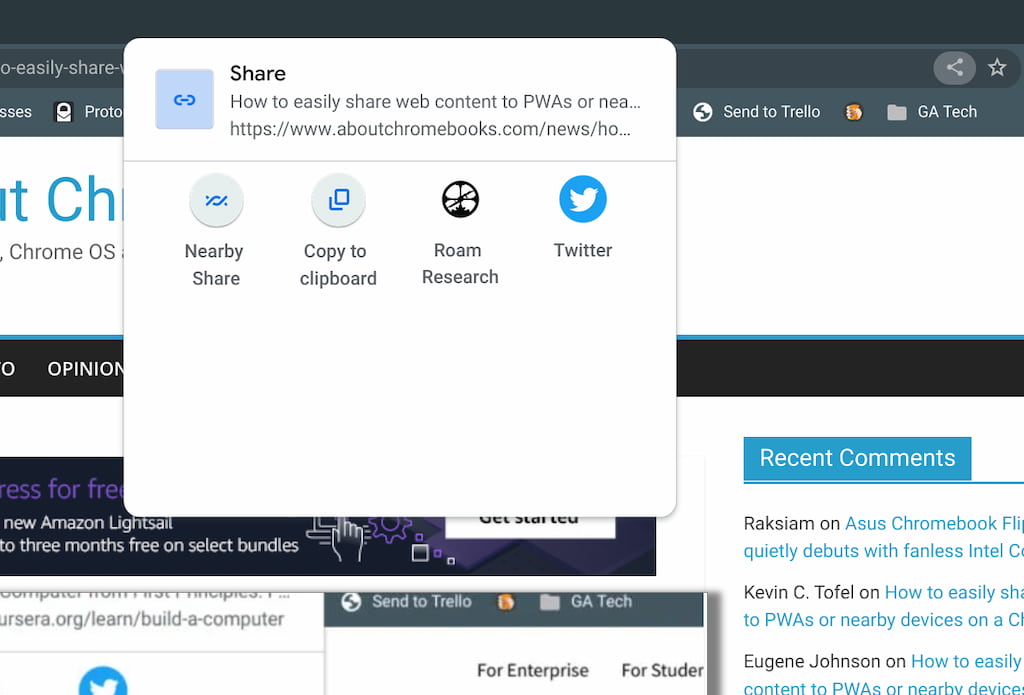 o-easily-share-w
sses
Proto
Send to Trello
GA Tech
Share
How to easily share web content to PWAs or nea...
https://www.aboutchromebooks.com/news/ho...
Nearby Share
Copy to clipboard
Roam Research
Twitter
ut Ch
, Chrome OS
O
OPINION
ress for free
new Amazon Lightsail
to three months free on select bundles
Get started
Recent Comments
Raksiam on Asus Chromebook Flip
quietly debuts with fanless Intel Co
Kevin C. Tofel on How to easily sha
to PWAs or nearby devices on a Ch
Eugene Johnson on How to easily
content to PWAs or nearby devices
Computer from First Principles: F ...
ursera.org/learn/build-a-computer
Send to Trello
GA Tech
For Enterprise
For Studen